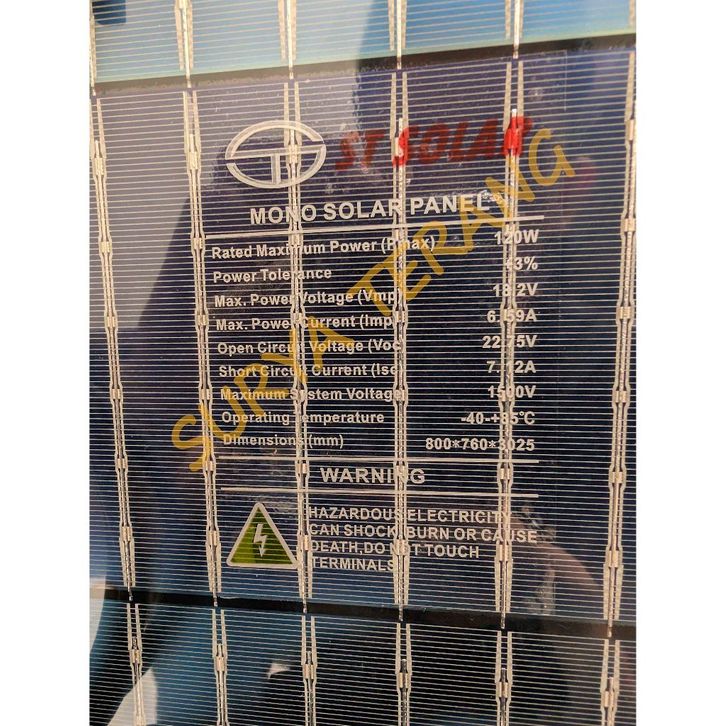 ST SOLAR
MONO SOLAR PANEL
Rated Maximum Power (Pmax) 120W
Power Tolerance ±3%
Max. Power Voltage (Vmp) 18.2V
Max. Power Current (Imp) 6.59A
Open Circuit Voltage (Voc) 22.75V
Short Circuit Current (Isc) 7.12A
Maximum System Voltage 1500V
Operating Temperature -40-+85°C
Dimensions (mm) 800*760*3025
WARNING
HAZARDOUS ELECTRICITY
CAN SHOCK, BURN OR CAUSE
DEATH, DO NOT TOUCH
TERMINALS
SURYA TERANG